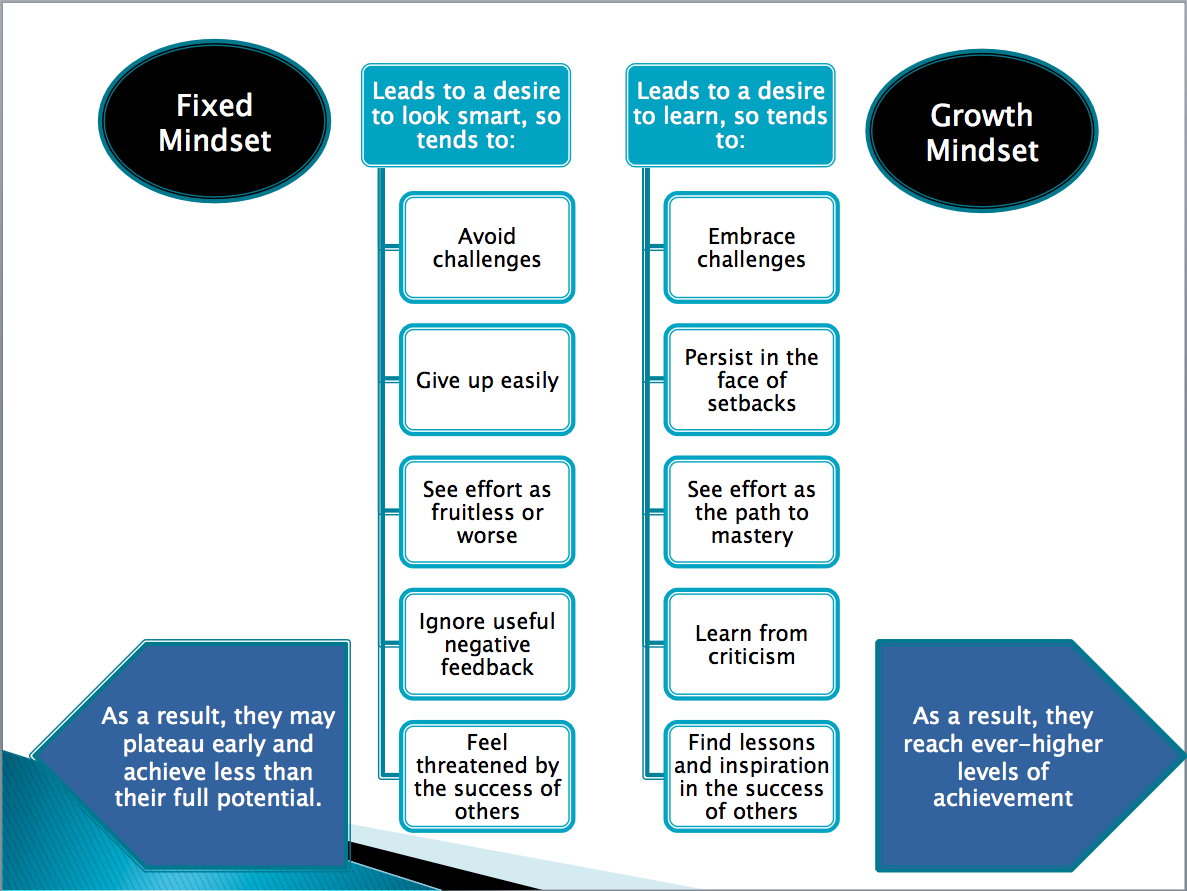 Fixed
Mindset
Leads to a desire
to look smart, so
tends to:
Avoid
challenges
Give up easily
See effort as
fruitless or
worse
Ignore useful
negative
feedback
Feel
threatened by
the success of
others
As a result, they may
plateau early and
achieve less than
their full potential.
Growth
Mindset
Leads to a desire
to learn, so tends
to:
Embrace
challenges
Persist in the
face of
setbacks
See effort as
the path to
mastery
Learn from
criticism
Find lessons
and inspiration
in the success
of others
As a result, they
reach ever-higher
levels of
achievement